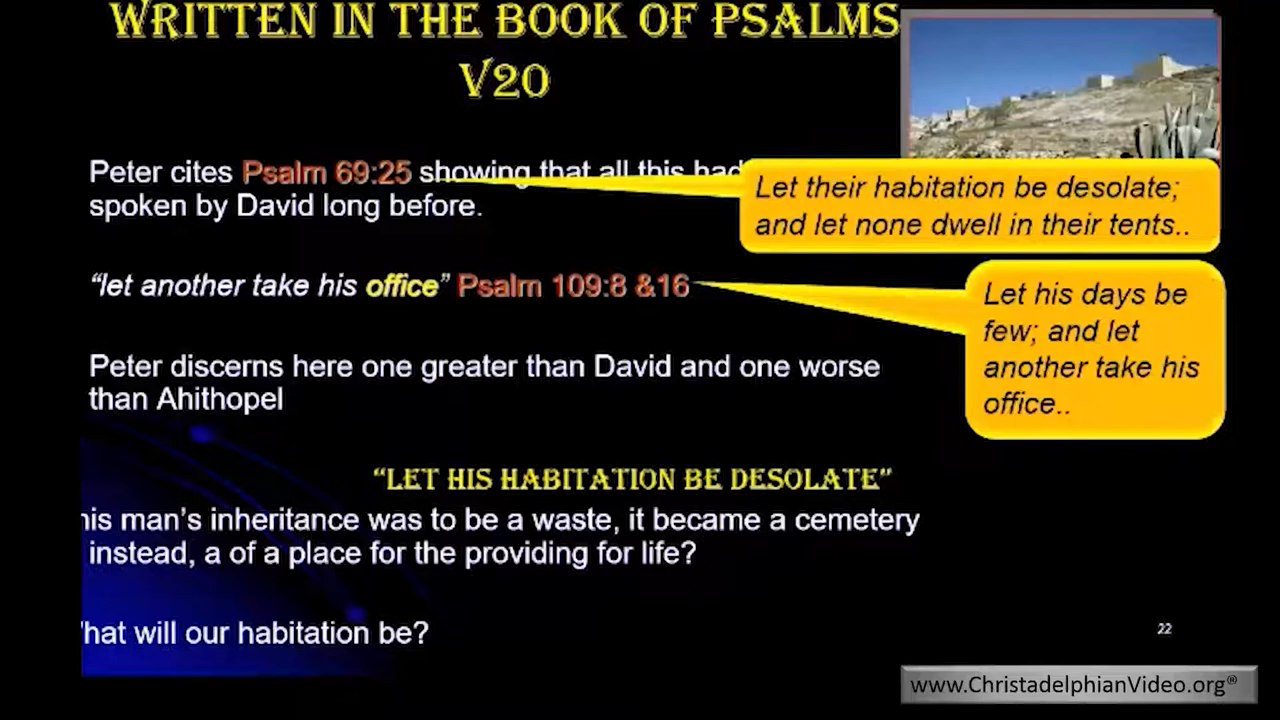 WRITTEN IN THE BOOK OF PSALMS
V20
Peter cites Psalm 69:25 showing that all this had
spoken by David long before.
Let their habitation be desolate;
and let none dwell in their tents..
“let another take his office” Psalm 109:8 &16
Let his days be
few; and let
another take his
office..
Peter discerns here one greater than David and one worse
than Ahithopel
“LET HIS HABITATION BE DESOLATE”
his man’s inheritance was to be a waste, it became a cemetery
instead, a of a place for the providing for life?
hat will our habitation be?
22
www.ChristadelphianVideo.org®